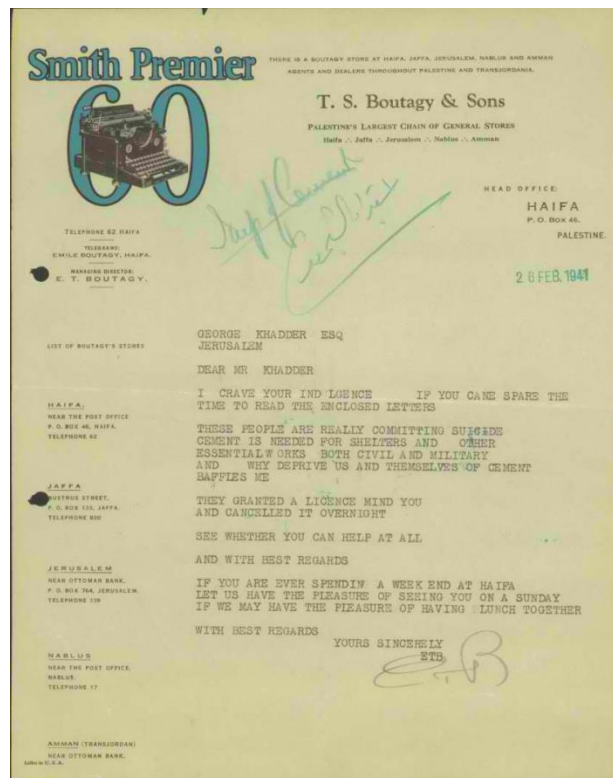 Smith Premier
60
THERE IS A BOUTAGY STORE AT HAIFA, JAFFA, JERUSALEM, NABLUS AND AMMAN
AGENTS AND DEALERS THROUGHOUT PALESTINE AND TRANSJORDANIA.
T. S. Boutagy & Sons
PALESTINE'S LARGEST CHAIN OF GENERAL STORES
Haifa ∴ Jaffa ∴ Jerusalem ∴ Nablus ∴ Amman
HEAD OFFICE:
HAIFA
P. O. BOX 46,
PALESTINE.
TELEPHONE 62 HAIFA
TELEGRAMS:
EMILE BOUTAGY, HAIFA.
MANAGING DIRECTOR:
E. T. BOUTAGY.
Cement
26 FEB. 1941
LIST OF BOUTAGY'S STORES
GEORGE KHADDER ESQ
JERUSALEM
DEAR MR KHADDER
I CRAVE YOUR IND LGENCE IF YOU CANE SPARE THE
TIME TO READ THE ENCLOSED LETTERS
THESE PEOPLE ARE REALLY COMMITTING SUICIDE
CEMENT IS NEEDED FOR SHELTERS AND OTHER
ESSENTIAL WORKS BOTH CIVIL AND MILITARY
AND WHY DEPRIVE US AND THEMSELVES OF CEMENT
BAFFLES ME
THEY GRANTED A LICENCE MIND YOU
AND CANCELLED IT OVERNIGHT
SEE WHETHER YOU CAN HELP AT ALL
AND WITH BEST REGARDS
IF YOU ARE EVER SPENDIN A WEEK END AT HAIFA
LET US HAVE THE PLEASURE OF SEEING YOU ON A SUNDAY
IF WE MAY HAVE THE PLEASURE OF HAVING LUNCH TOGETHER
WITH BEST REGARDS
YOURS SINCERELY
ETB
HAIFA:
NEAR THE POST OFFICE
P. O. BOX 46, HAIFA.
TELEPHONE 62
JAFFA
BUSTRUS STREET,
P. O. BOX 135, JAFFA.
TELEPHONE 800
JERUSALEM
NEAR OTTOMAN BANK,
P. O. BOX 764, JERUSALEM.
TELEPHONE 139
NABLUS
NEAR THE POST OFFICE,
NABLUS.
TELEPHONE 17
AMMAN (TRANSJORDAN)
NEAR OTTOMAN BANK,
Litho in U.S.A.